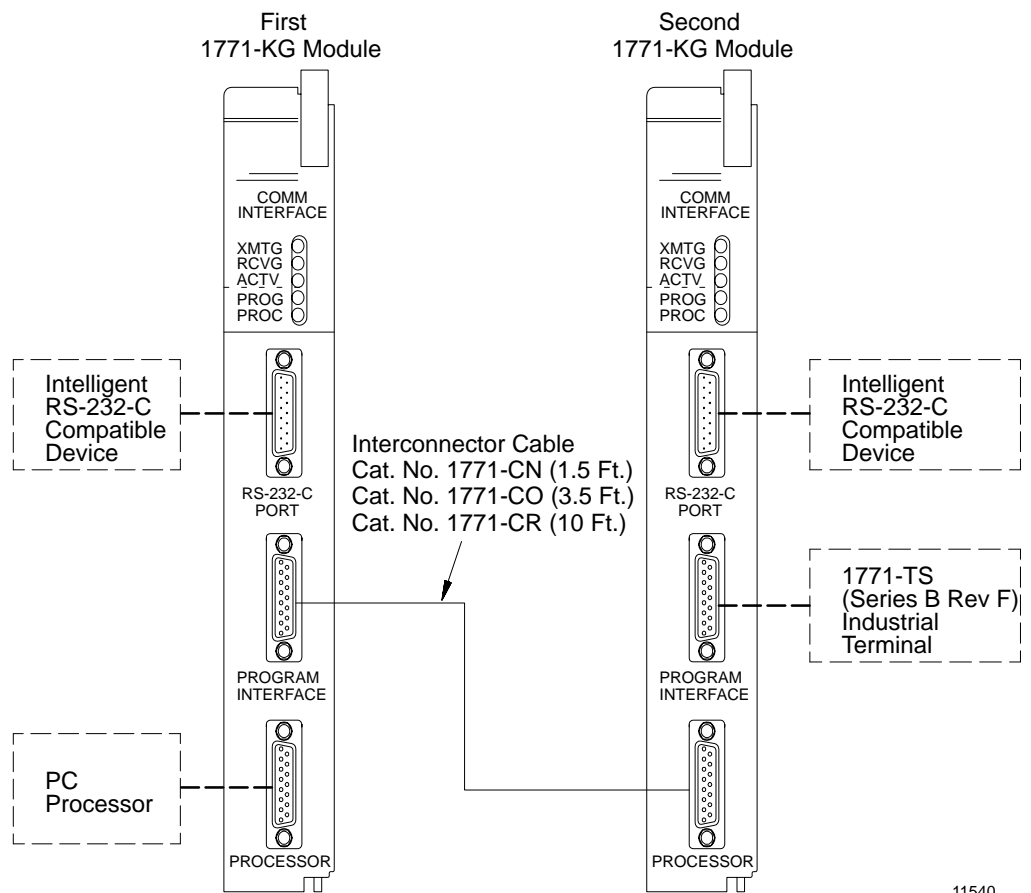 First
1771-KG Module
Second
1771-KG Module
COMM
INTERFACE
XMTG
RCVG
ACTV
PROG
PROC
Intelligent
RS-232-C
Compatible
Device
RS-232-C
PORT
PROGRAM
INTERFACE
PC
Processor
PROCESSOR
Interconnector Cable
Cat. No. 1771-CN (1.5 Ft.)
Cat. No. 1771-CO (3.5 Ft.)
Cat. No. 1771-CR (10 Ft.)
COMM
INTERFACE
XMTG
RCVG
ACTV
PROG
PROC
RS-232-C
PORT
Intelligent
RS-232-C
Compatible
Device
PROGRAM
INTERFACE
1771-TS
(Series B Rev F)
Industrial
Terminal
PROCESSOR
11540